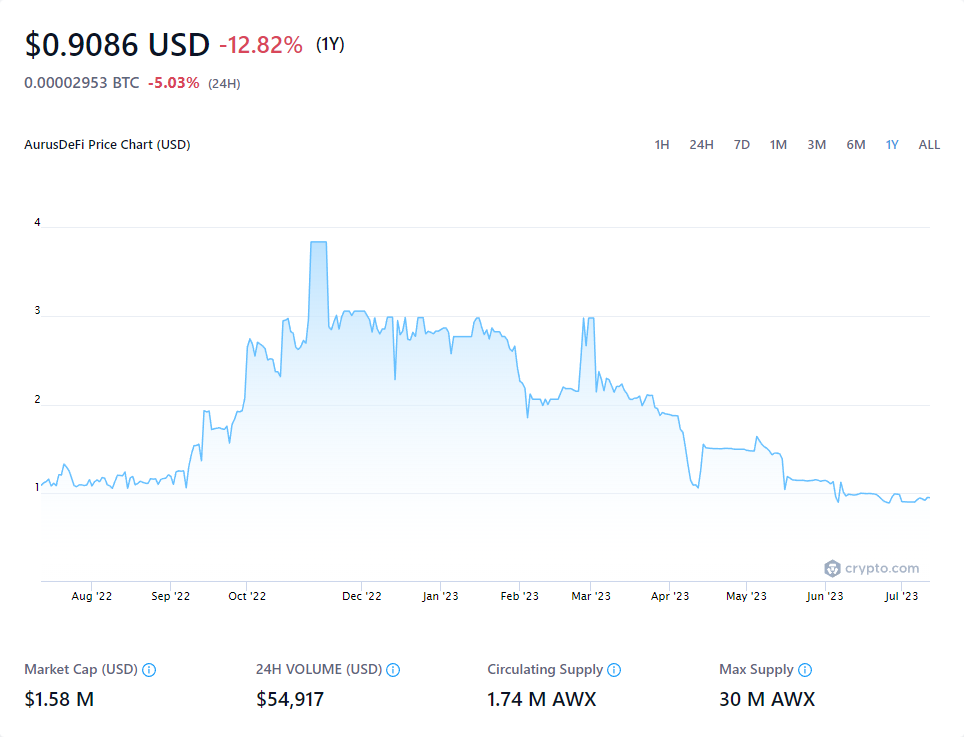 $0.9086 USD -12.82% (1Y)
0.00002953 BTC -5.03% (24H)
AurusDeFi Price Chart (USD) 1H 24H 7D 1M 3M 6M 1Y ALL
4
3
2
1
crypto.com
Aug '22 Sep '22 Oct '22 Dec '22 Jan '23 Feb '23 Mar '23 Apr '23 May '23 Jun '23 Jul '23
Market Cap (USD) 24H VOLUME (USD) Circulating Supply Max Supply
$1.58 M $54,917 1.74 M AWX 30 M AWX